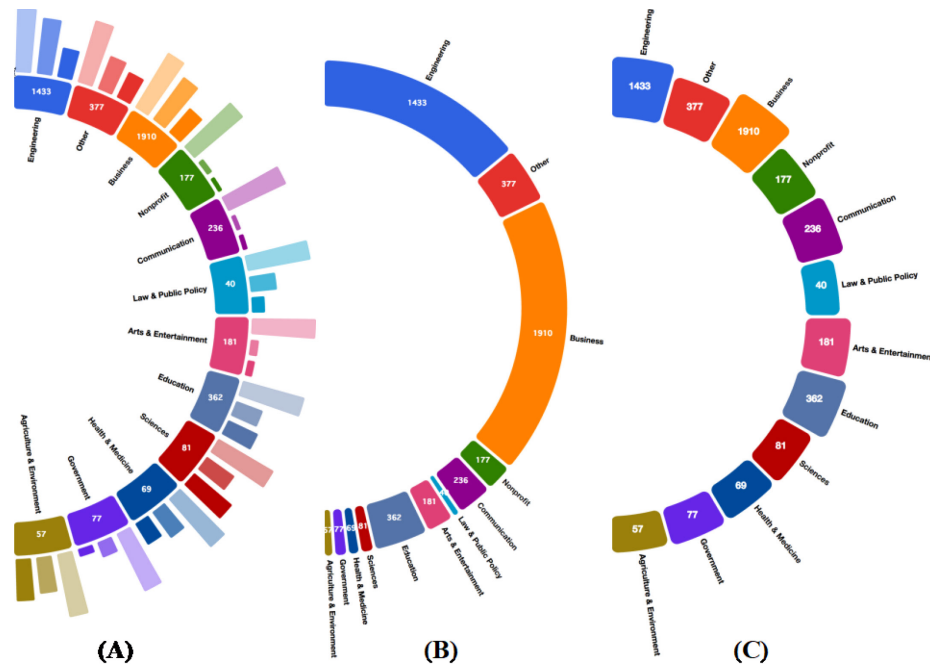 1433
Engineering
377
Other
1910
Business
177
Nonprofit
236
Communication
40
Law & Public Policy
181
Arts & Entertainment
362
Education
81
Sciences
69
Health & Medicine
77
Government
57
Agriculture & Environment
(A)
Engineering
1433
Other
377
1910
Business
177
Nonprofit
236
Communication
Law & Public Policy
181
Arts & Entertainment
362
Education
81
Sciences
69
Health & Medicine
77
Government
57
Agriculture & Environment
(B)
Engineering
1433
Other
377
Business
1910
Nonprofit
177
Communication
236
Law & Public Policy
40
Arts & Entertainment
181
Education
362
Sciences
81
Health & Medicine
69
Government
77
Agriculture & Environment
57
(C)